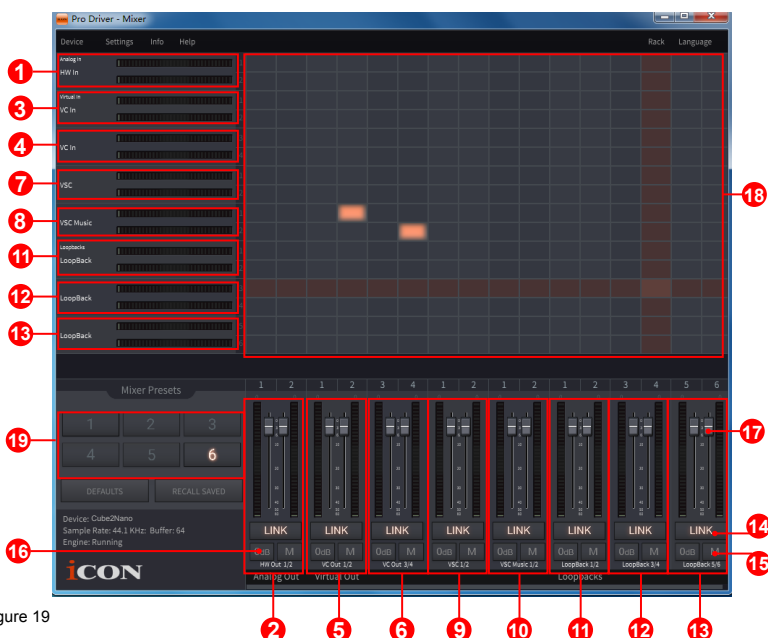 Pro Driver - Mixer
Device Settings Info Help Rack Language
Analog In
1 HW In
Virtual In
3 VC In
4 VC In
7 VSC
18
8 VSC Music
Loopbacks
11 LoopBack
12 LoopBack
13 LoopBack
Mixer Presets
1 2 1 2 3 4 1 2 1 2 1 2 3 4 5 6
19
1 2 3
4 5 6
17
DEFAULTS RECALL SAVED
Device: Cube2Nano
Sample Rate: 44.1 KHz: Buffer: 64
Engine: Running
iCON
LINK LINK LINK LINK LINK LINK LINK LINK 14
16 0dB M 0dB M 0dB M 0dB M 0dB M 0dB M 0dB M 0dB M 15
HW Out 1/2 VC Out 1/2 VC Out 3/4 VSC 1/2 VSC Music 1/2 LoopBack 1/2 LoopBack 3/4 LoopBack 5/6
Analog Out Virtual Out Loopbacks
gure 19
2 5 6 9 10 11 12 13